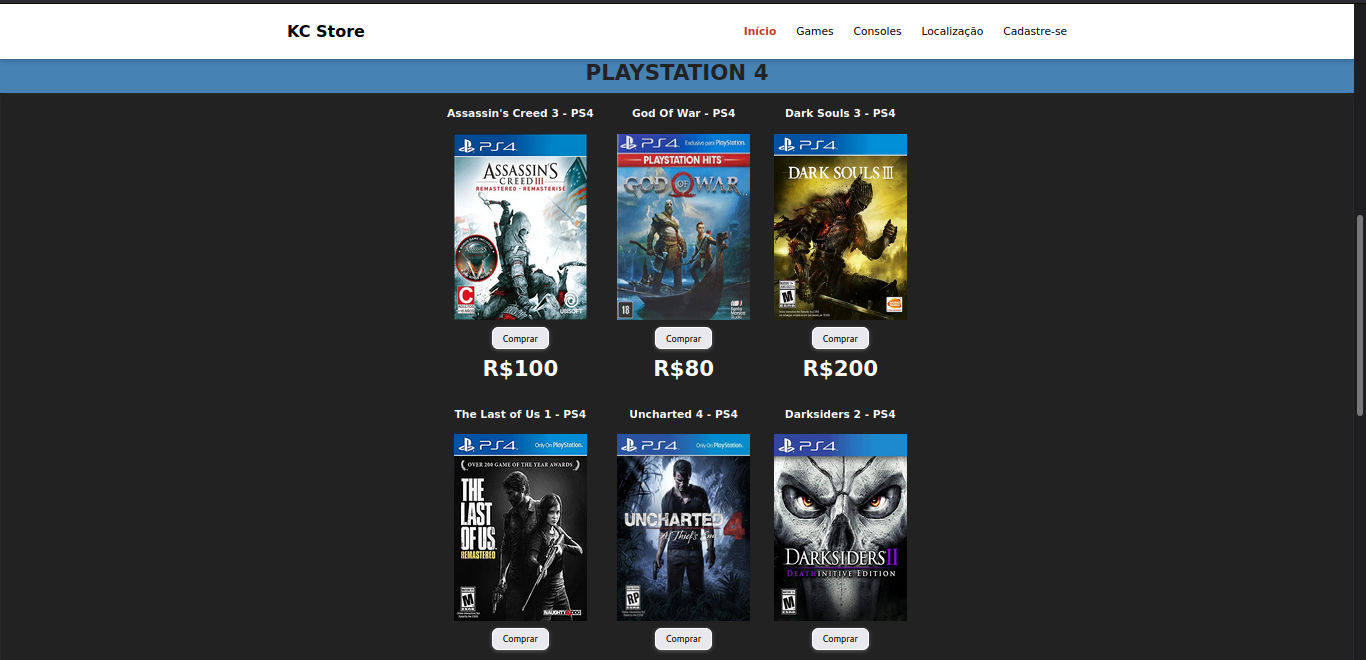 KC Store
Início Games Consoles Localização Cadastre-se
PLAYSTATION 4
Assassin's Creed 3 - PS4 God Of War - PS4 Dark Souls 3 - PS4
PS4
ASSASSIN'S
CREED III
REMASTERED - REMASTERISÉ
UBISOFT
PS4 Exclusivo para PlayStation.
PLAYSTATION HITS
GOD OF WAR
18
Santa
Monica
Studio
PS4
DARK SOULS III
M
Comprar Comprar Comprar
R$100 R$80 R$200
The Last of Us 1 - PS4 Uncharted 4 - PS4 Darksiders 2 - PS4
PS4 Only On PlayStation.
OVER 200 GAME OF THE YEAR AWARDS
THE
LAST
OF US
REMASTERED
M
NAUGHTY DOG
PS4 Only On PlayStation.
UNCHARTED 4
A Thief's End
RP
PS4
DARKSIDERS II
DEATHINITIVE EDITION
M
Comprar Comprar Comprar